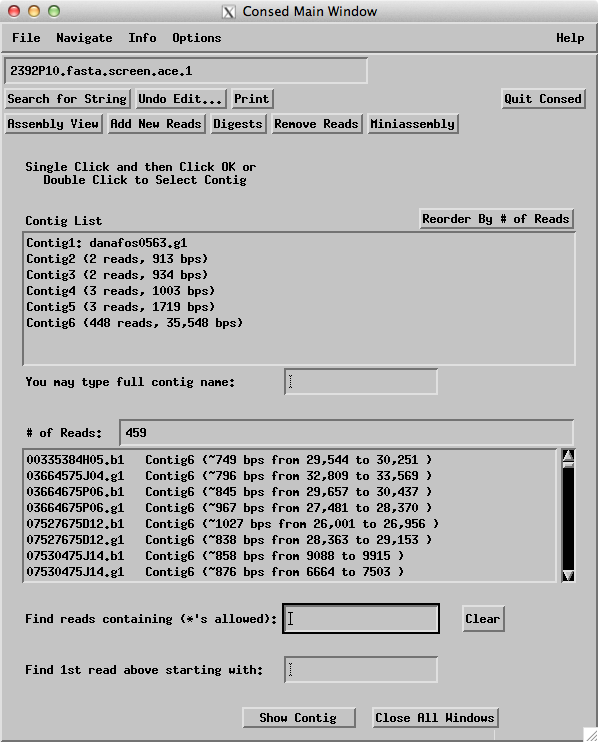 Consed Main Window
File Navigate Info Options Help
2392P10.fasta.screen.ace.1
Search for String Undo Edit... Print Quit Consed
Assembly View Add New Reads Digests Remove Reads Miniassembly
Single Click and then Click OK or
Double Click to Select Contig
Contig List Reorder By # of Reads
Contig1: danafos0563.g1
Contig2 (2 reads, 913 bps)
Contig3 (2 reads, 934 bps)
Contig4 (3 reads, 1003 bps)
Contig5 (3 reads, 1719 bps)
Contig6 (448 reads, 35,548 bps)
You may type full contig name:
# of Reads: 459
00335384H05.b1 Contig6 (~749 bps from 29,544 to 30,251 )
03664575J04.g1 Contig6 (~796 bps from 32,809 to 33,569 )
03664675P06.b1 Contig6 (~845 bps from 29,657 to 30,437 )
03664675P06.g1 Contig6 (~967 bps from 27,481 to 28,370 )
07527675D12.b1 Contig6 (~1027 bps from 26,001 to 26,956 )
07527675D12.g1 Contig6 (~838 bps from 28,363 to 29,153 )
07530475J14.b1 Contig6 (~858 bps from 9088 to 9915 )
07530475J14.g1 Contig6 (~876 bps from 6664 to 7503 )
Find reads containing (*'s allowed): Clear
Find 1st read above starting with:
Show Contig Close All Windows